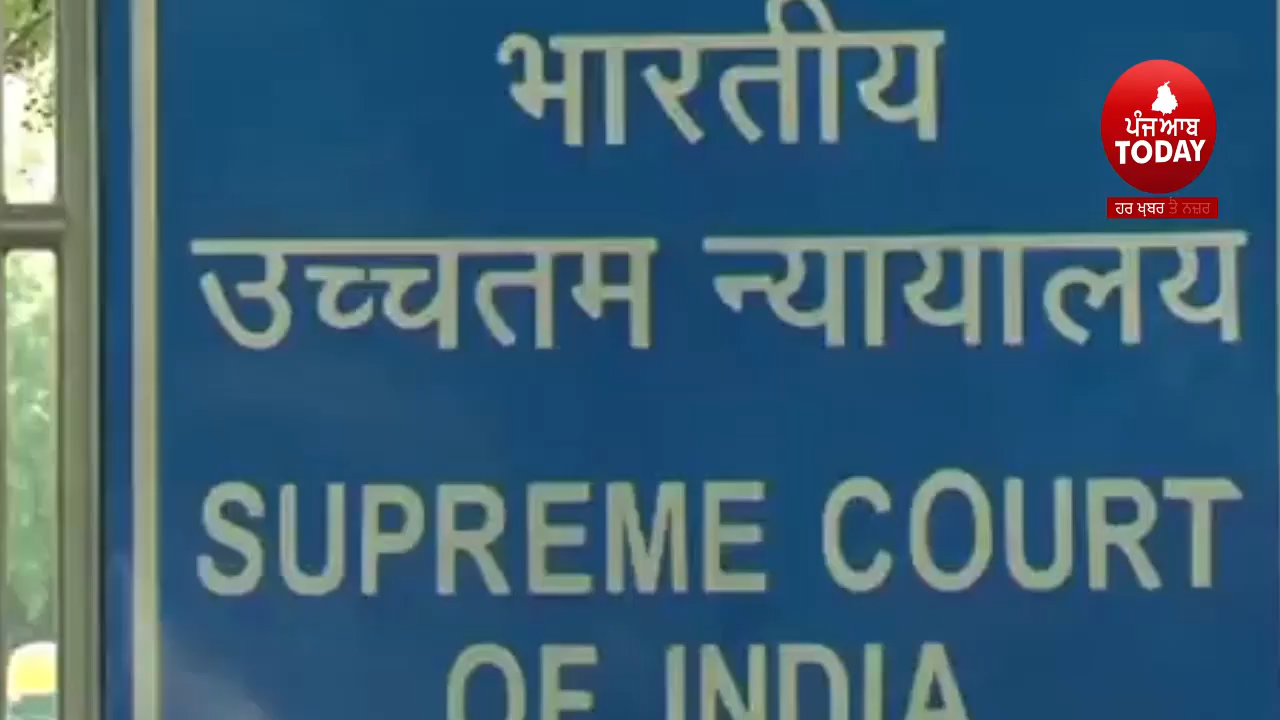 भारतीय
उच्चतम न्यायालय
SUPREME COURT
OF INDIA
ਪੰਜਾਬ
TODAY
ਹਰ ਖ਼ਬਰ ਤੇ ਨਜ਼ਰ